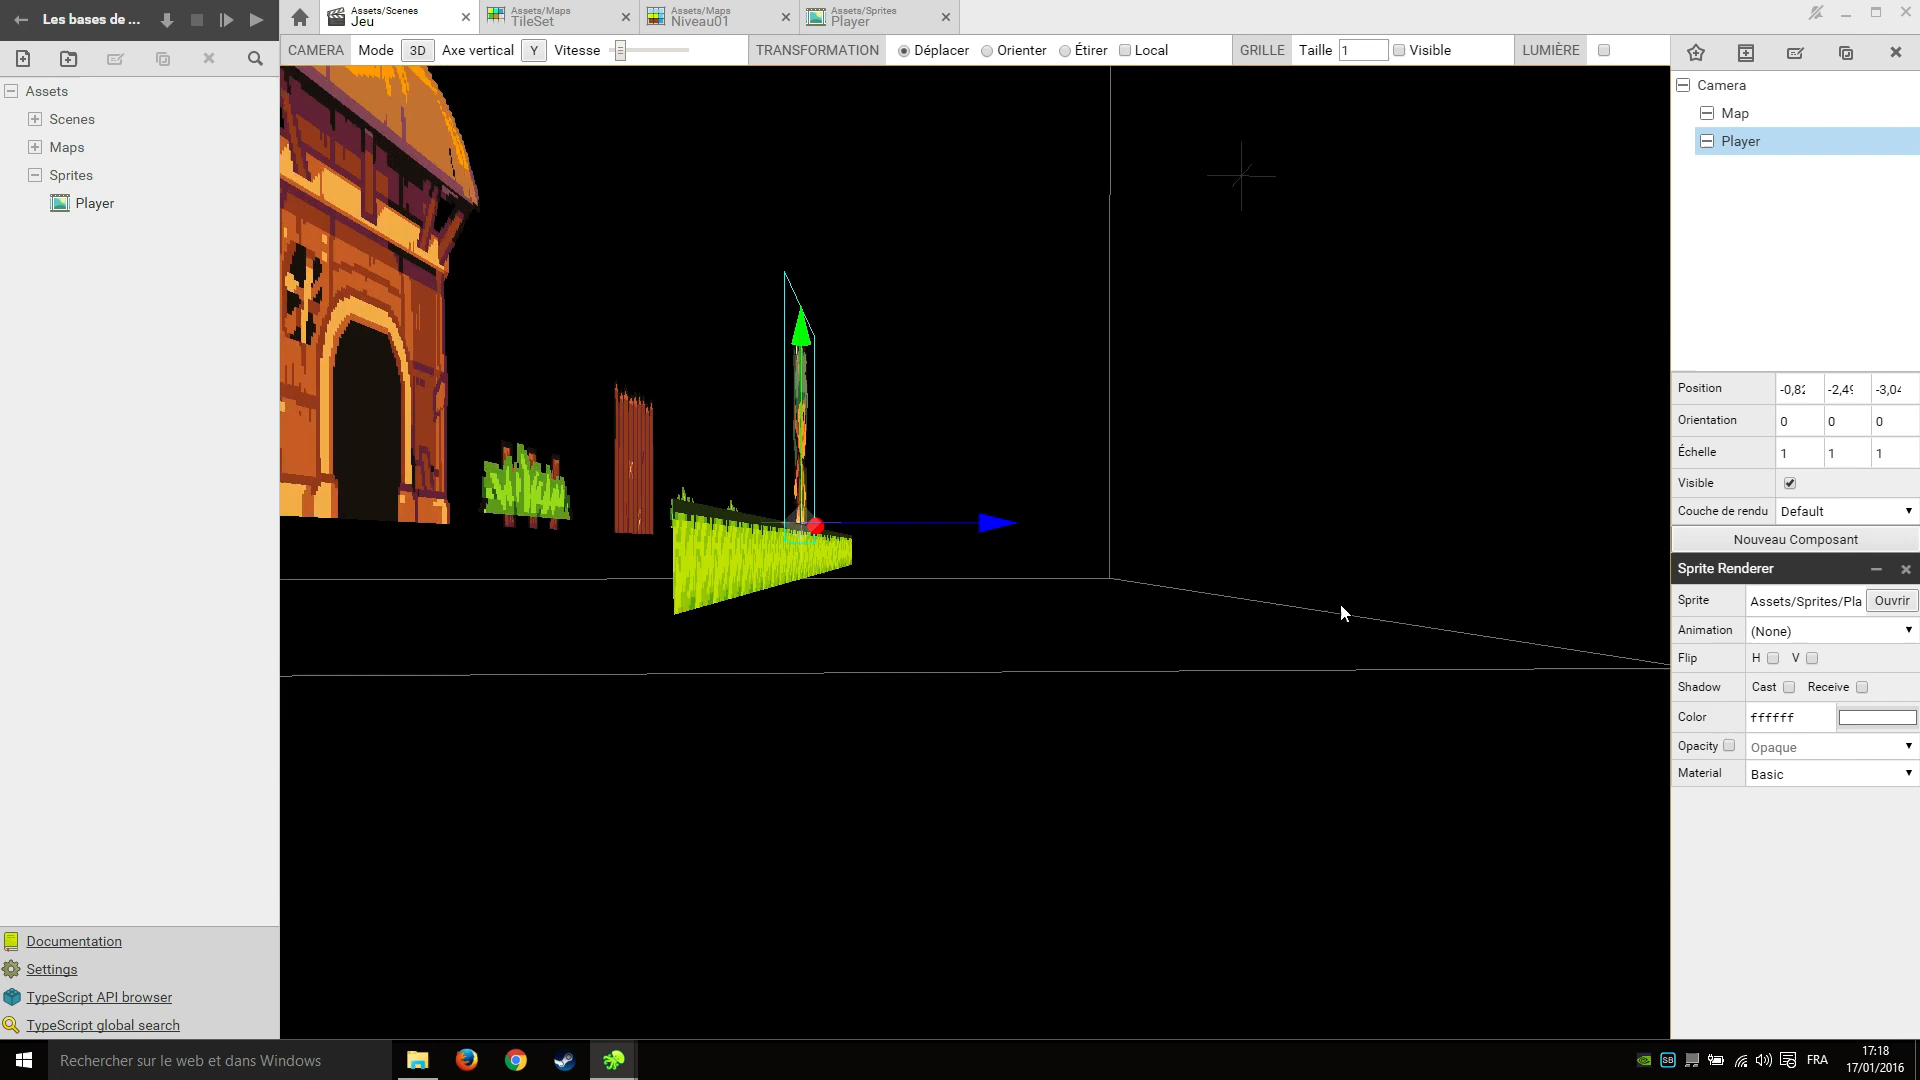 Les bases de ...
Assets/Scenes
Jeu
Assets/Maps
TileSet
Assets/Maps
Niveau01
Assets/Sprites
Player
CAMERA Mode 3D Axe vertical Y Vitesse
TRANSFORMATION Déplacer Orienter Étirer Local
GRILLE Taille 1 Visible
LUMIÈRE
Assets
Scenes
Maps
Sprites
Player
Camera
Map
Player
Position -0,82 -2,49 -3,04
Orientation 0 0 0
Échelle 1 1 1
Visible
Couche de rendu Default
Nouveau Composant
Sprite Renderer
Sprite Assets/Sprites/Pla Ouvrir
Animation (None)
Flip H V
Shadow Cast Receive
Color ffffff
Opacity Opaque
Material Basic
Documentation
Settings
TypeScript API browser
TypeScript global search
Rechercher sur le web et dans Windows
SB
FRA
17:18
17/01/2016